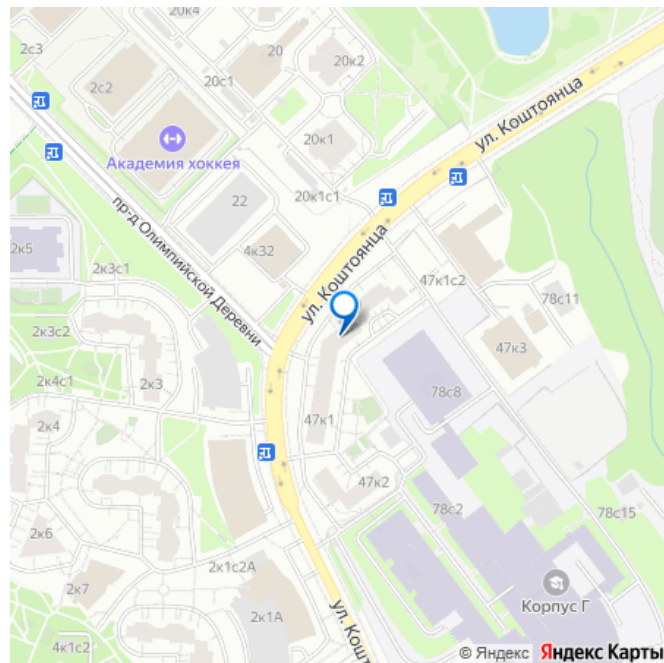 20к4
2с3
20
20к2
2с2
20с1
ул. Коштоянца
20к1
Академия хоккея
22
20к1с1
пр-д Олимпийской Деревни
4к32
ул. Коштоянца
2к5
2к3с1
47к1с2
78с11
2к3с2
47к3
2к4с1
2к3
78с8
2к4
47к1
47к2
78с2
78с15
2к6
2к1с2А
2к7
Корпус Г
2к1А
ул. Кошт
4к1с2
© Яндекс Яндекс Карты